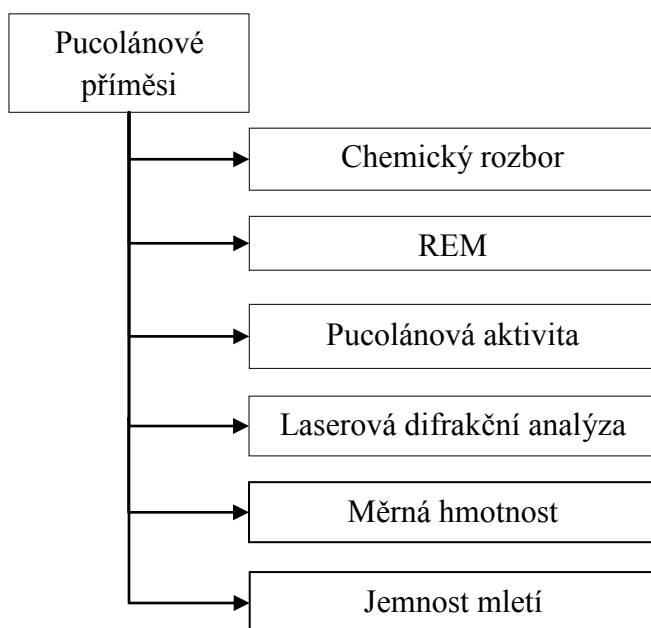 Pucolánové
příměsi
Chemický rozbor
REM
Pucolánová aktivita
Laserová difrakční analýza
Měrná hmotnost
Jemnost mletí